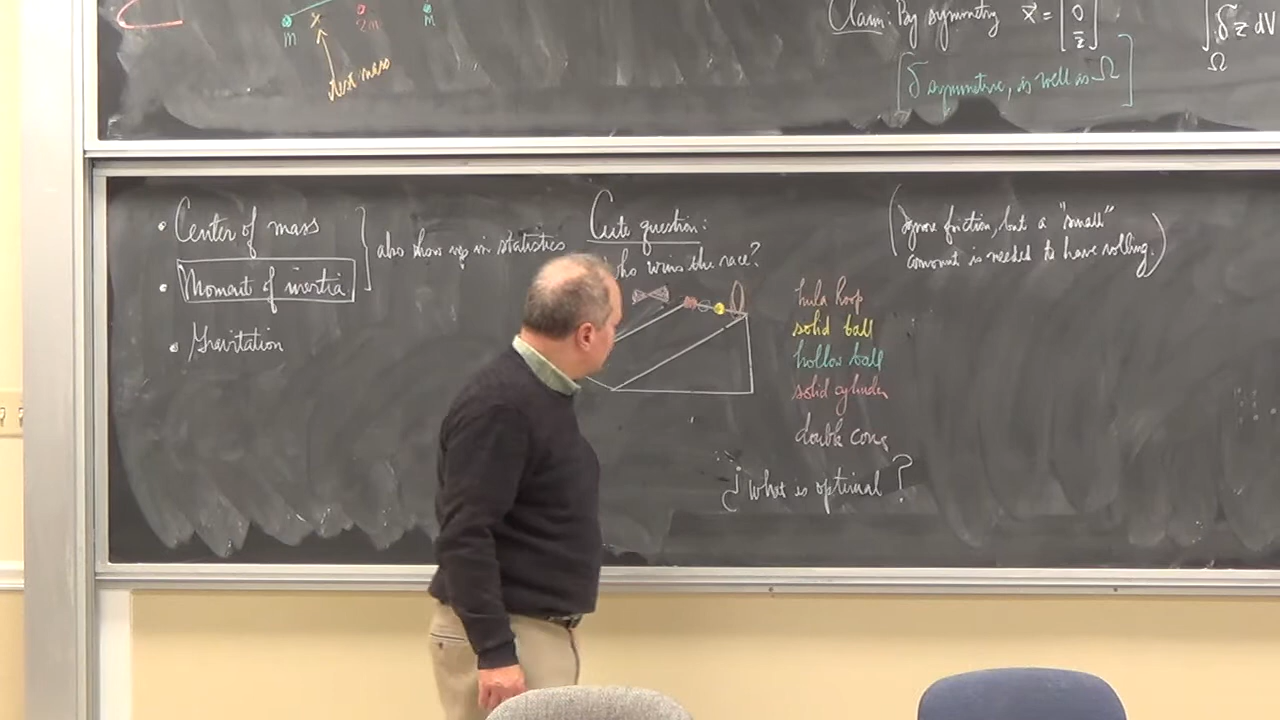 m
x
2m
m
test mass
Claim: By symmetry x̄ = [0 z̄]
[δ symmetric, as well as Ω]
∫ δ z dV
Ω
• Center of mass
• Moment of inertia
• Gravitation
also show up in statistics
Cute question:
who wins the race?
(Ignore friction, but a "small"
amount is needed to have rolling.)
hula hoop
solid ball
hollow ball
solid cylinder
double cone
¿ What is optimal ?